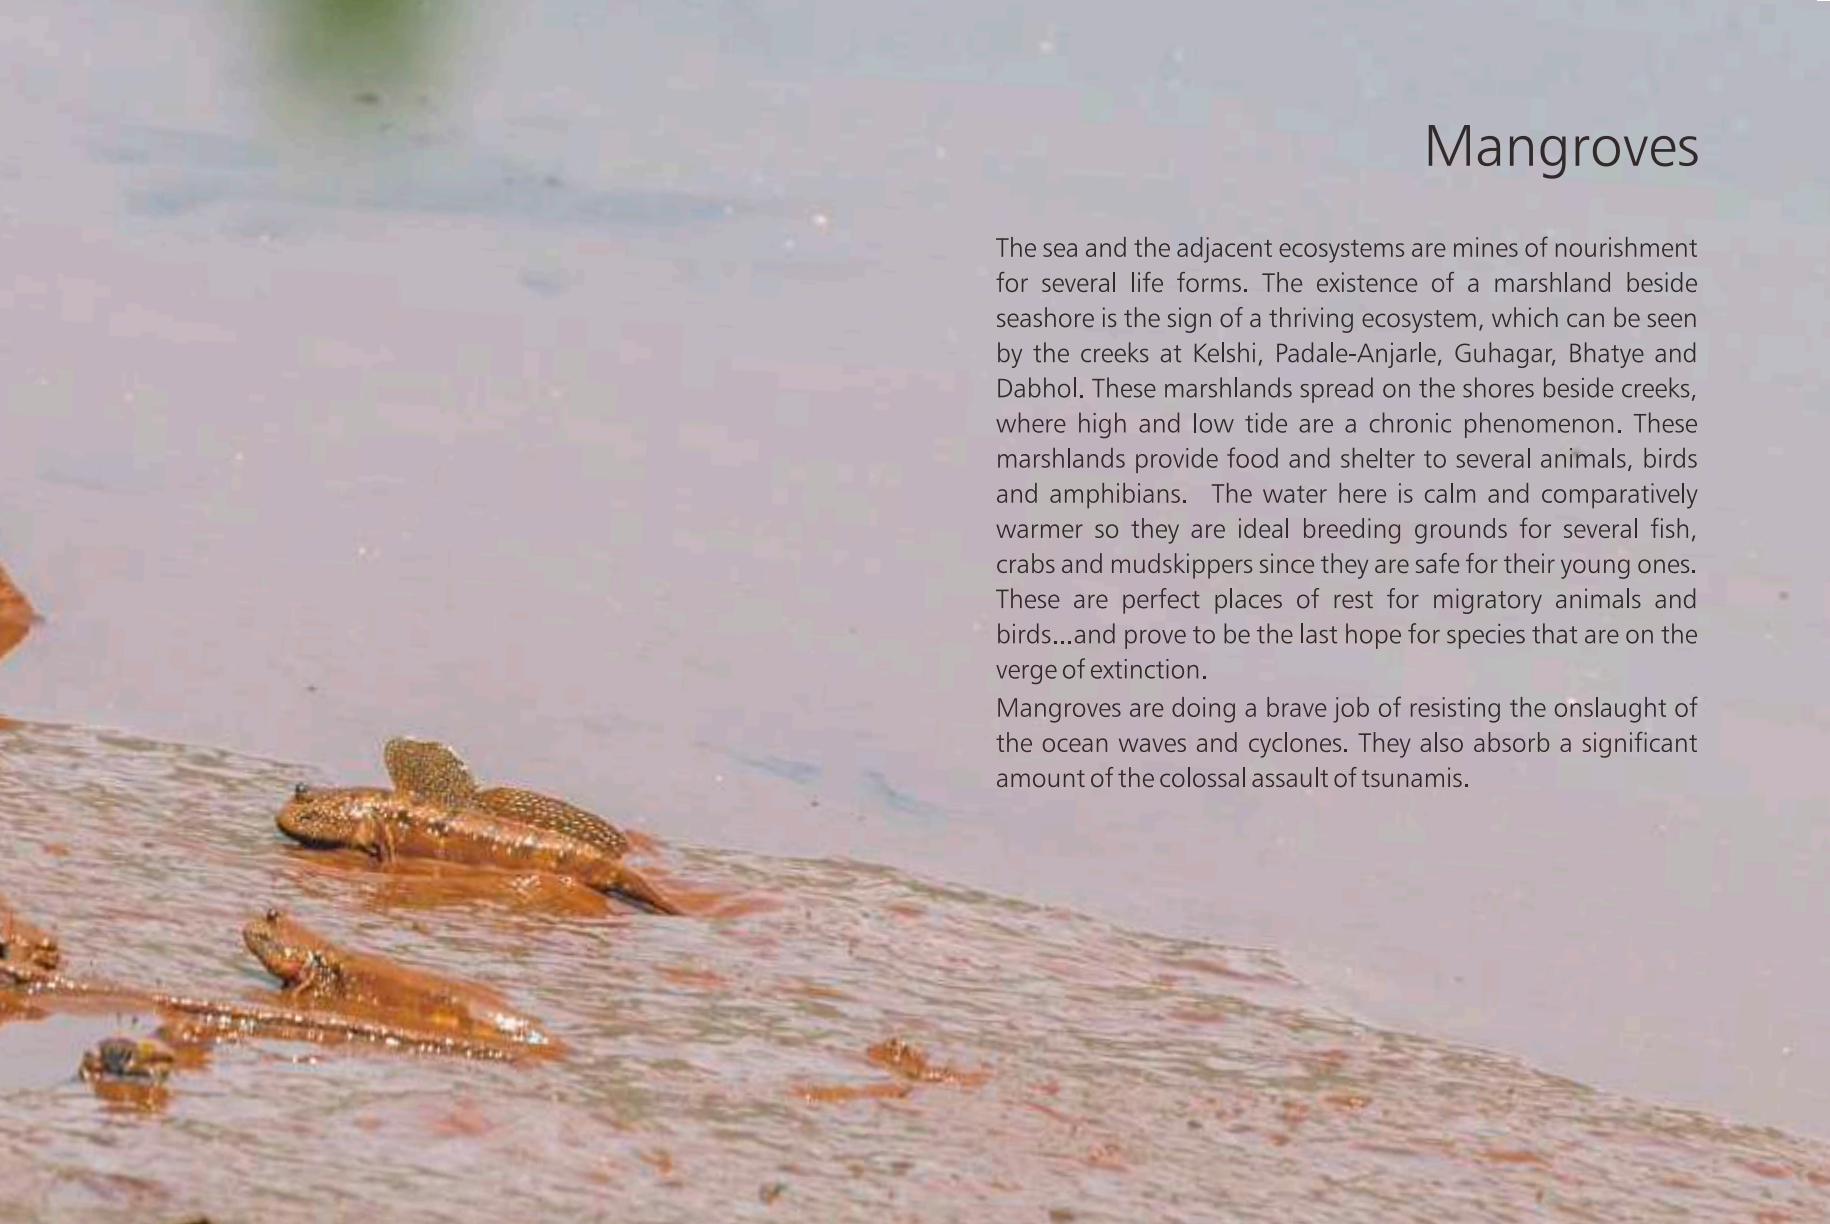 Mangroves
The sea and the adjacent ecosystems are mines of nourishment
for several life forms. The existence of a marshland beside
seashore is the sign of a thriving ecosystem, which can be seen
by the creeks at Kelshi, Padale-Anjarle, Guhagar, Bhatye and
Dabhol. These marshlands spread on the shores beside creeks,
where high and low tide are a chronic phenomenon. These
marshlands provide food and shelter to several animals, birds
and amphibians. The water here is calm and comparatively
warmer so they are ideal breeding grounds for several fish,
crabs and mudskippers since they are safe for their young ones.
These are perfect places of rest for migratory animals and
birds...and prove to be the last hope for species that are on the
verge of extinction.
Mangroves are doing a brave job of resisting the onslaught of
the ocean waves and cyclones. They also absorb a significant
amount of the colossal assault of tsunamis.